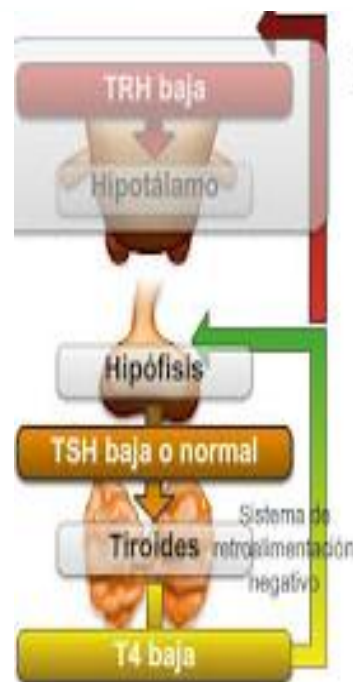 TRH baja
Hipotálamo
Hipófisis
TSH baja o normal
Sistema de
Tiroides
retroalimentación
negativo
T4 baja